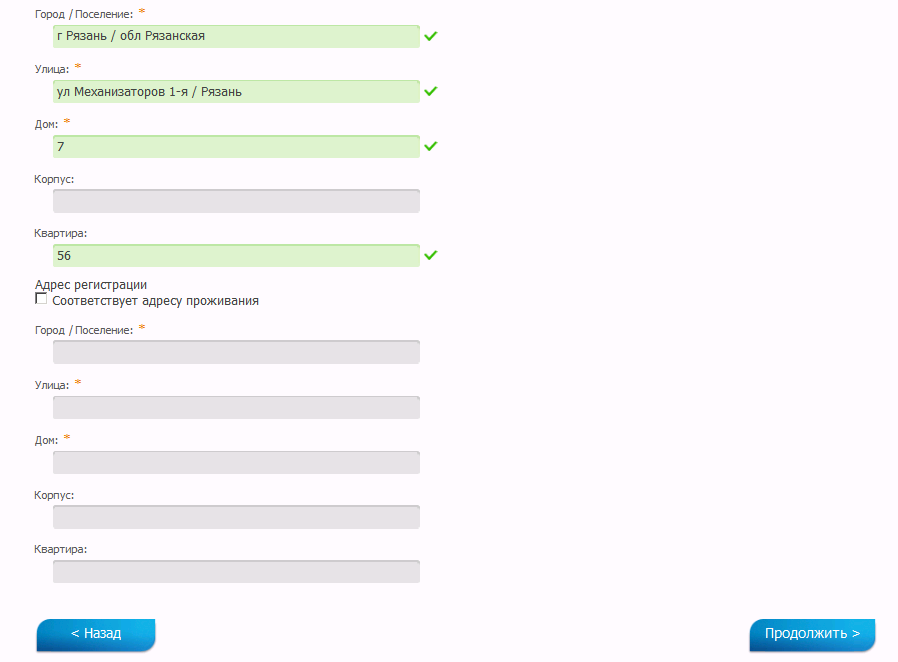 Город /Поселение: *
г Рязань / обл Рязанская
Улица: *
ул Механизаторов 1-я / Рязань
Дом: *
7
Корпус:
Квартира:
56
Адрес регистрации
Соответствует адресу проживания
Город /Поселение: *
Улица: *
Дом: *
Корпус:
Квартира:
< Назад
Продолжить >